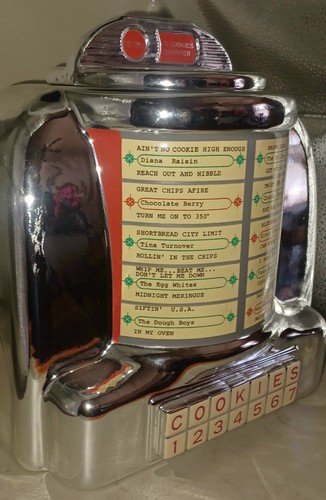 AIN'T NO COOKIE HIGH ENOUGH
Diana Raisin
REACH OUT AND NIBBLE
GREAT CHIPS AFIRE
Chocolate Berry
TURN ME ON TO 350°
SHORTBREAD CITY LIMIT
Tina Turnover
ROLLIN' IN THE CHIPS
WHIP ME...BEAT ME...
DON'T LET ME DOWN
The Egg Whites
MIDNIGHT MERINGUE
SIFTIN' U.S.A.
The Dough Boys
IN MY OVEN
COOKIES
1234567